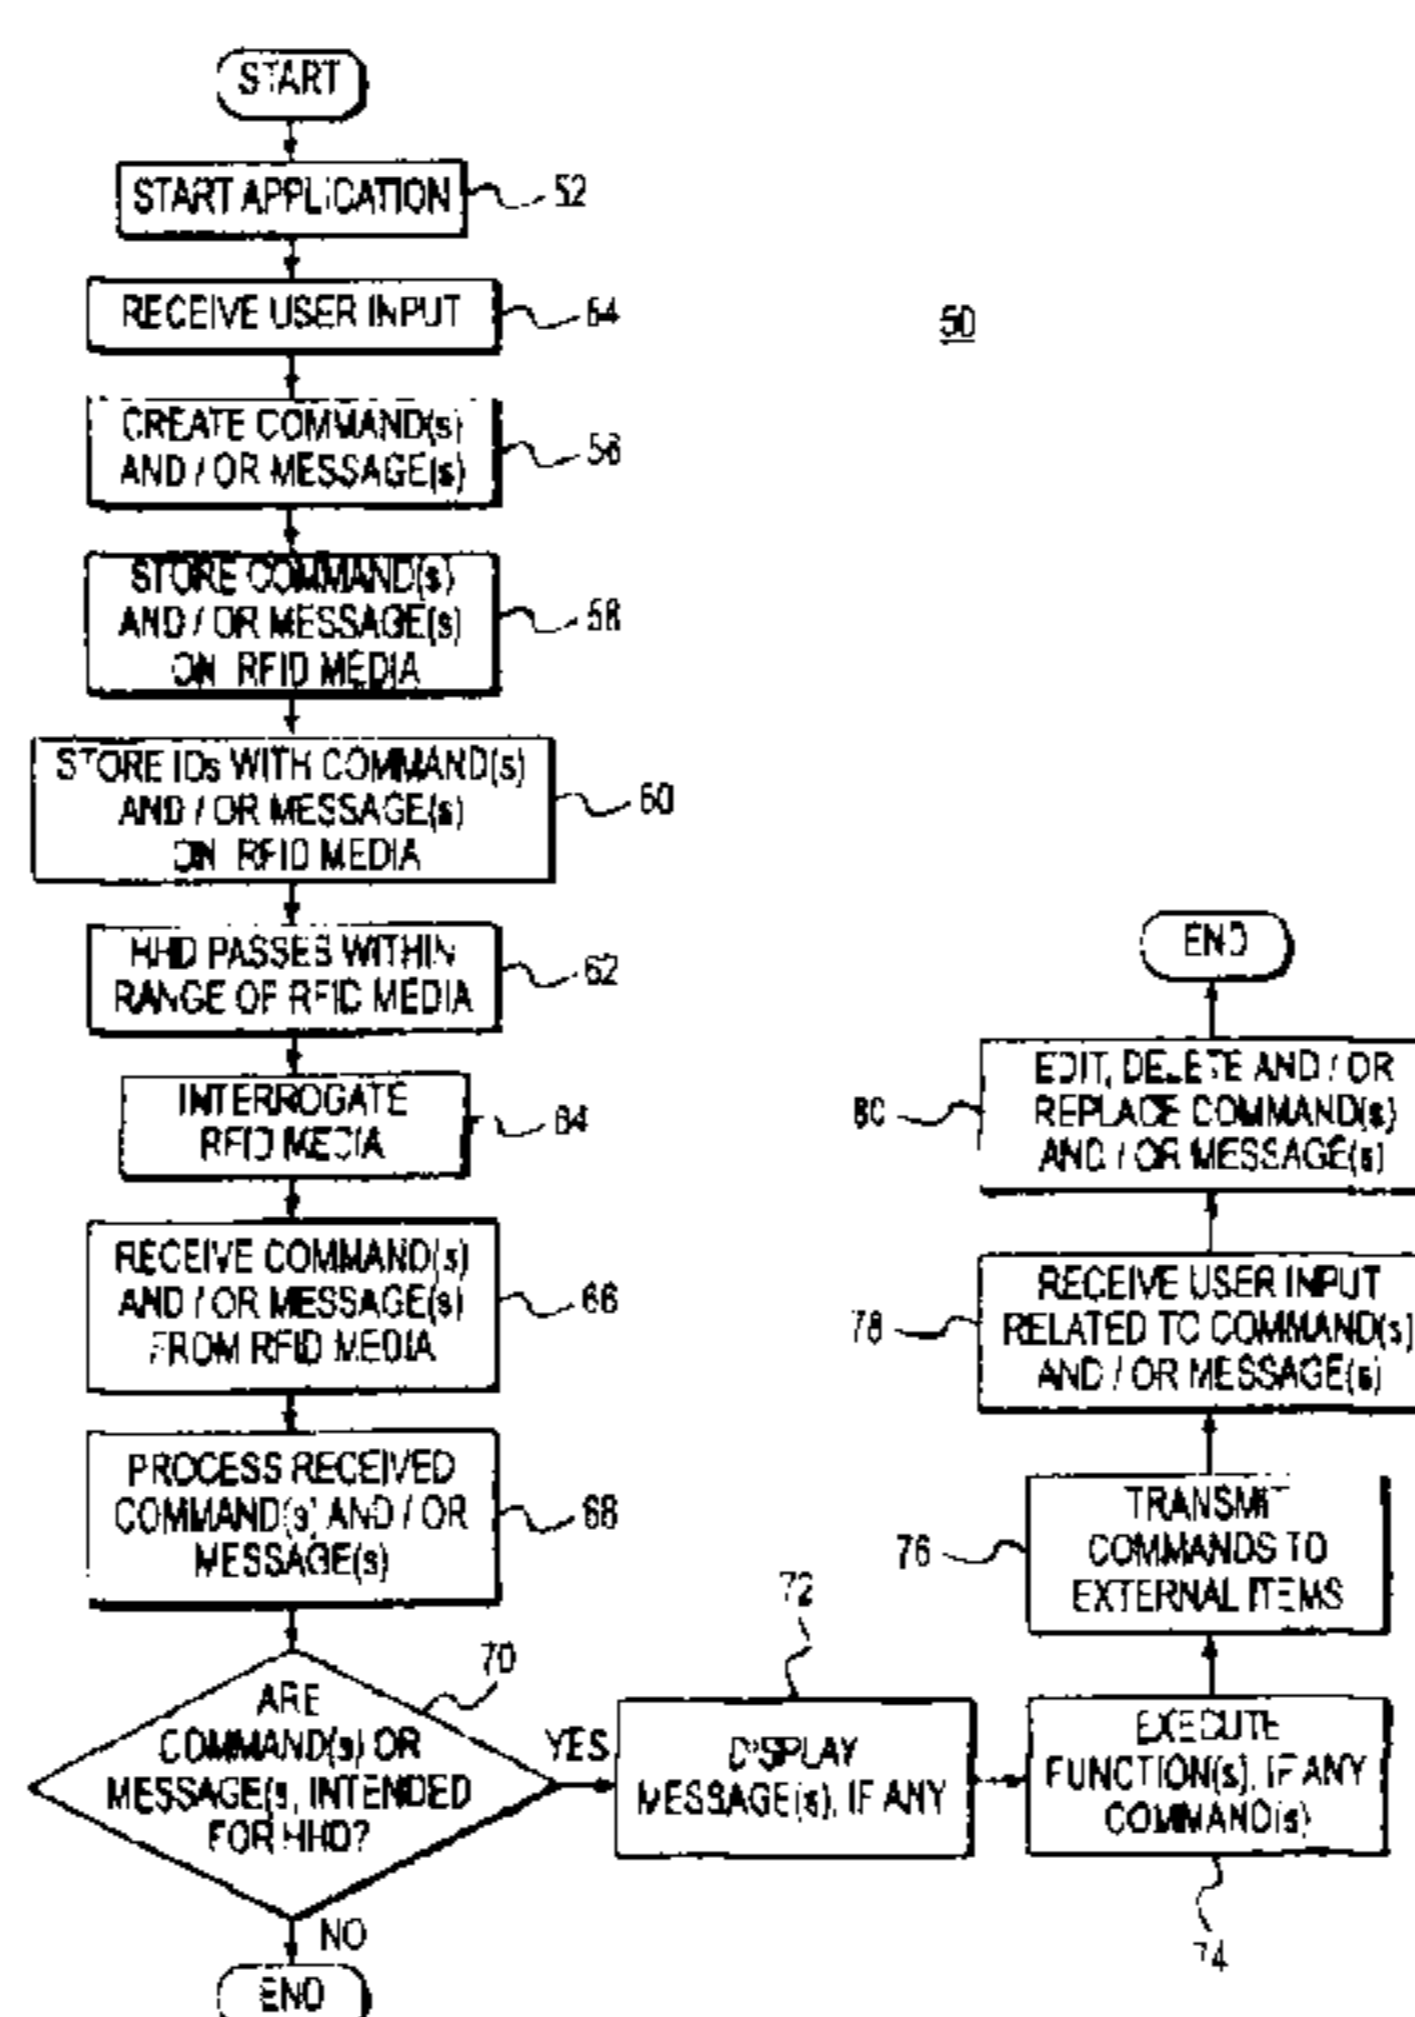 START
START APPLICATION
52
RECEIVE USER INPUT
54
50
CREATE COMMAND(s)
AND / OR MESSAGE(s)
56
STORE COMMAND(s)
AND / OR MESSAGE(s)
ON RFID MEDIA
58
STORE IDs WITH COMMAND(s)
AND / OR MESSAGE(s)
ON RFID MEDIA
60
HHD PASSES WITHIN
RANGE OF RFID MEDIA
62
INTERROGATE
RFID MEDIA
64
RECEIVE COMMAND(s)
AND / OR MESSAGE(s)
FROM RFID MEDIA
66
PROCESS RECEIVED
COMMAND(s) AND / OR
MESSAGE(s)
68
ARE
COMMAND(s) OR
MESSAGE(s) INTENDED
FOR HHD?
70
YES
NO
END
DISPLAY
MESSAGE(s), IF ANY
72
EXECUTE
FUNCTION(s), IF ANY
COMMAND(s)
74
TRANSMIT
COMMANDS TO
EXTERNAL ITEMS
76
RECEIVE USER INPUT
RELATED TO COMMAND(s)
AND / OR MESSAGE(s)
78
EDIT, DELETE AND / OR
REPLACE COMMAND(s)
AND / OR MESSAGE(s)
80
END